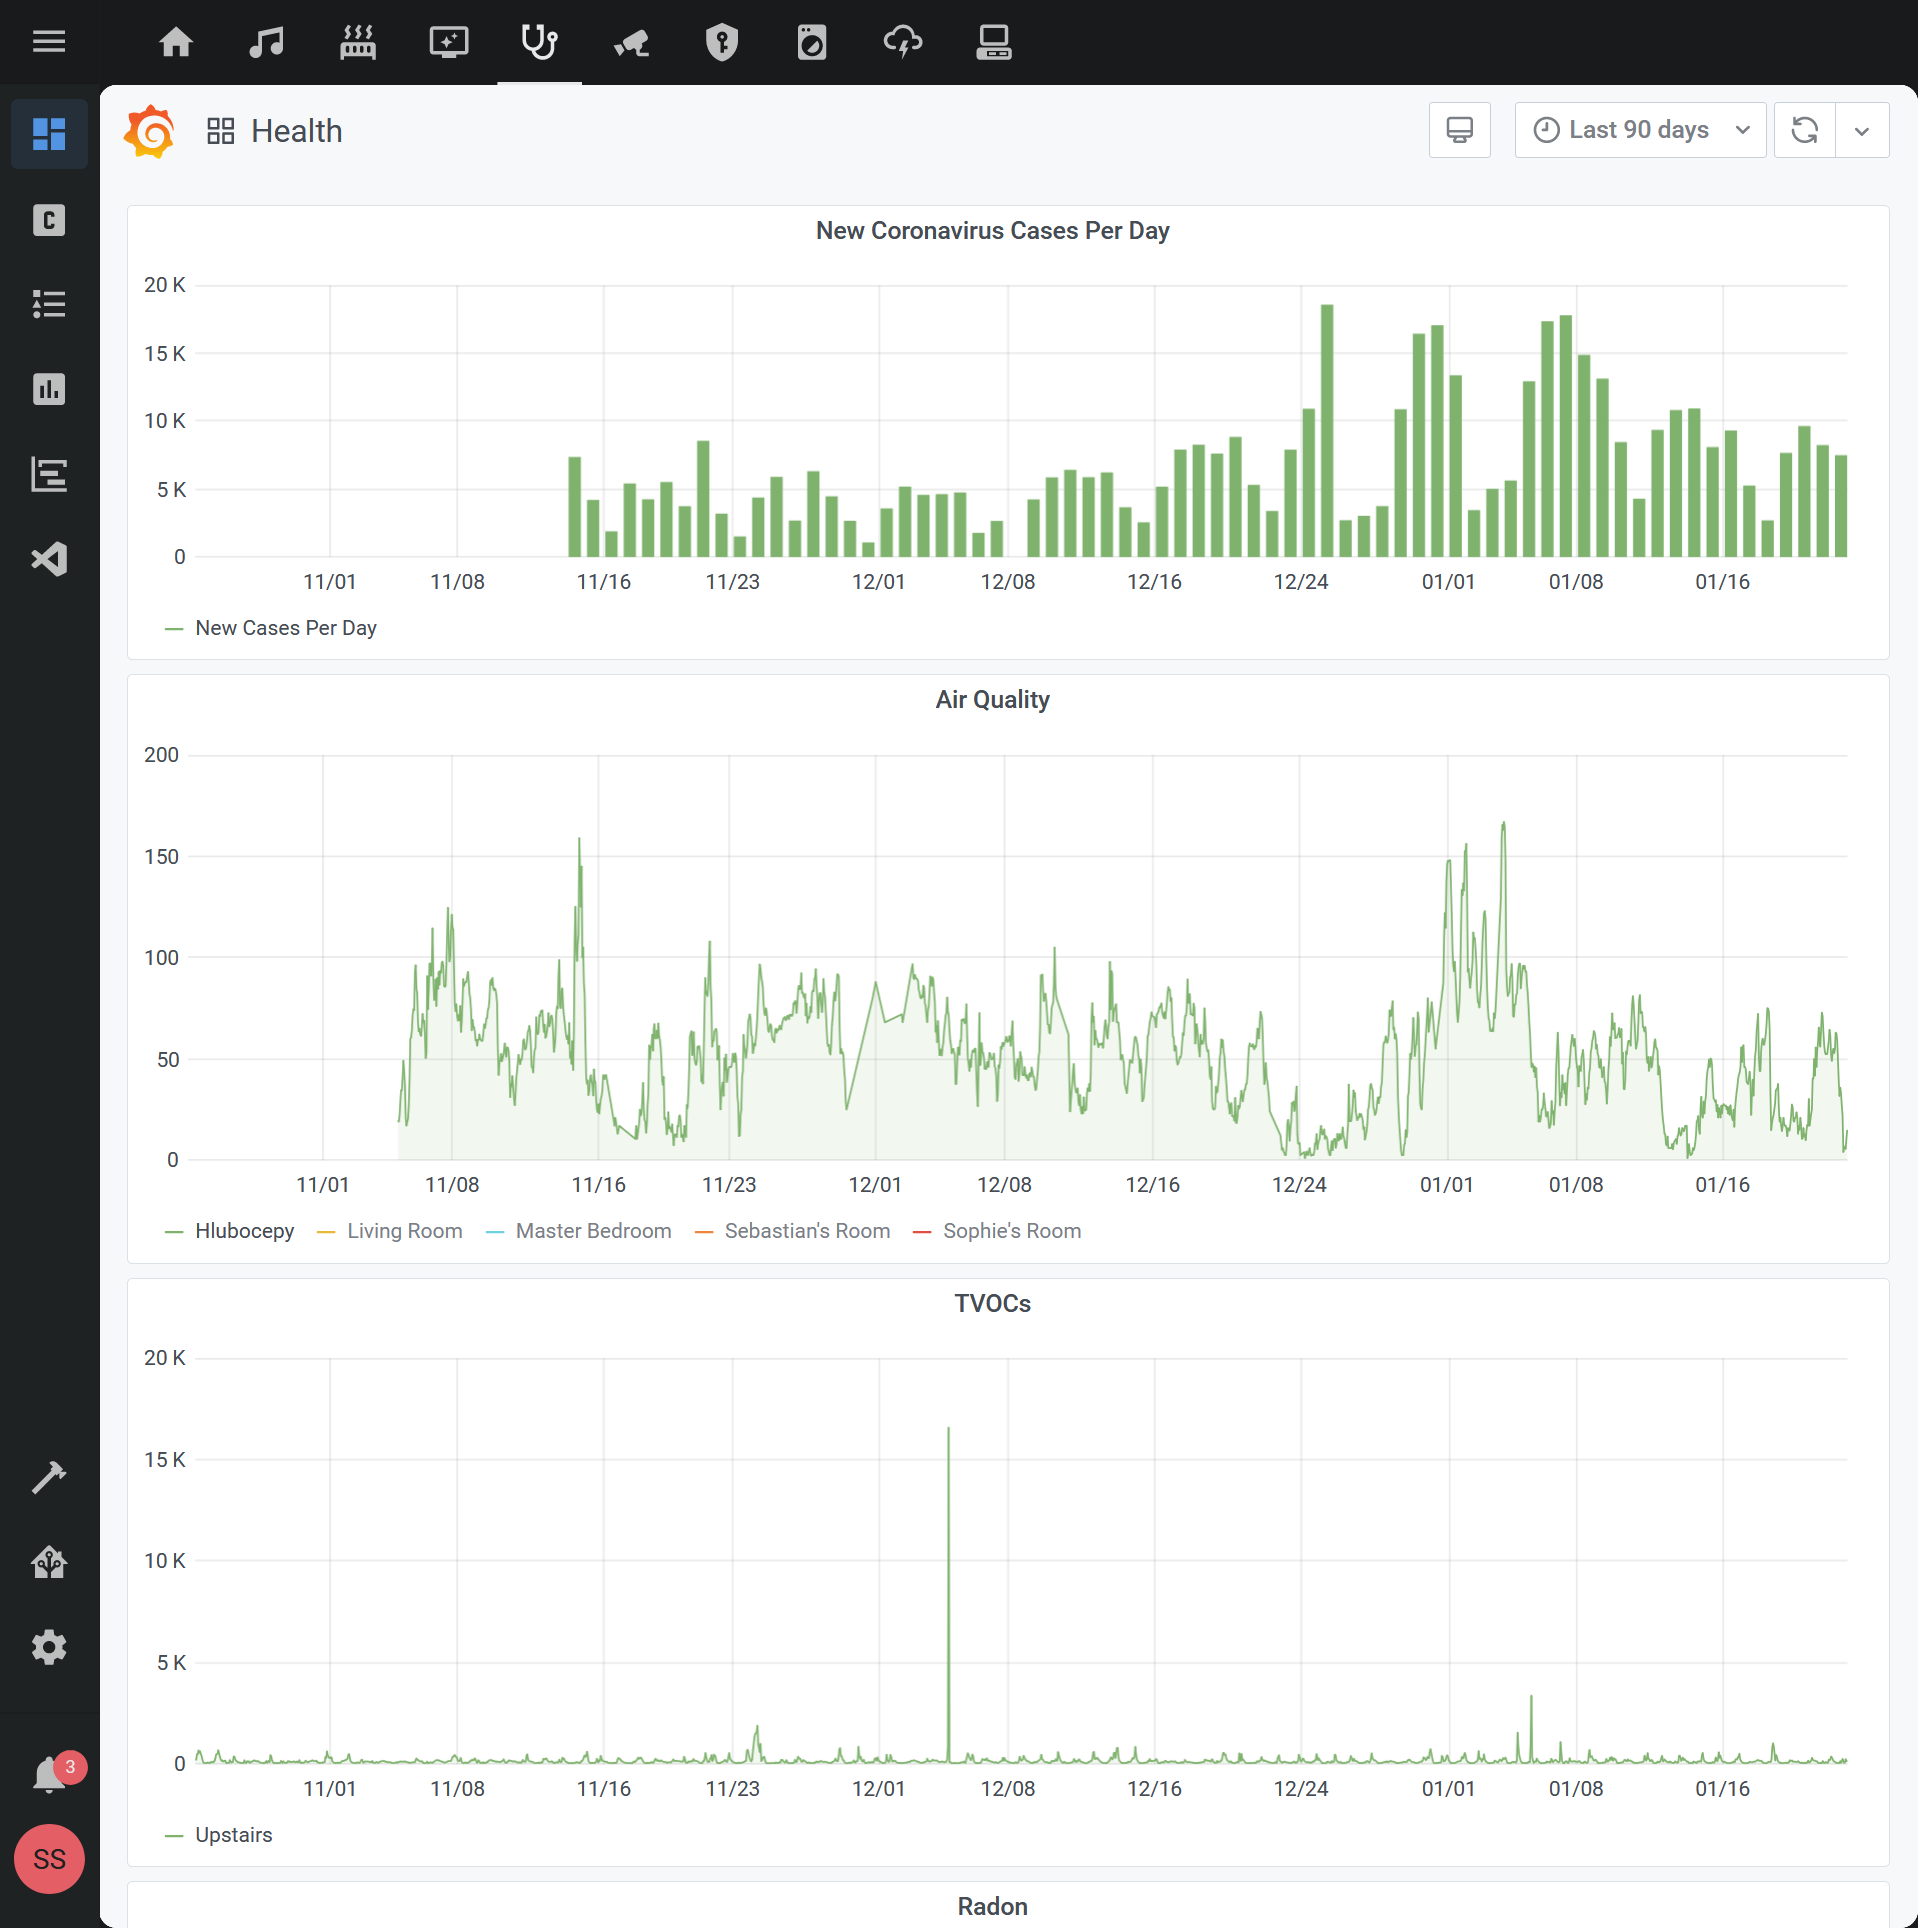 Health
Last 90 days
New Coronavirus Cases Per Day
20 K
15 K
10 K
5 K
0
11/01 11/08 11/16 11/23 12/01 12/08 12/16 12/24 01/01 01/08 01/16
New Cases Per Day
Air Quality
200
150
100
50
0
11/01 11/08 11/16 11/23 12/01 12/08 12/16 12/24 01/01 01/08 01/16
Hlubocepy Living Room Master Bedroom Sebastian's Room Sophie's Room
TVOCs
20 K
15 K
10 K
5 K
0
11/01 11/08 11/16 11/23 12/01 12/08 12/16 12/24 01/01 01/08 01/16
Upstairs
Radon
C
3
SS